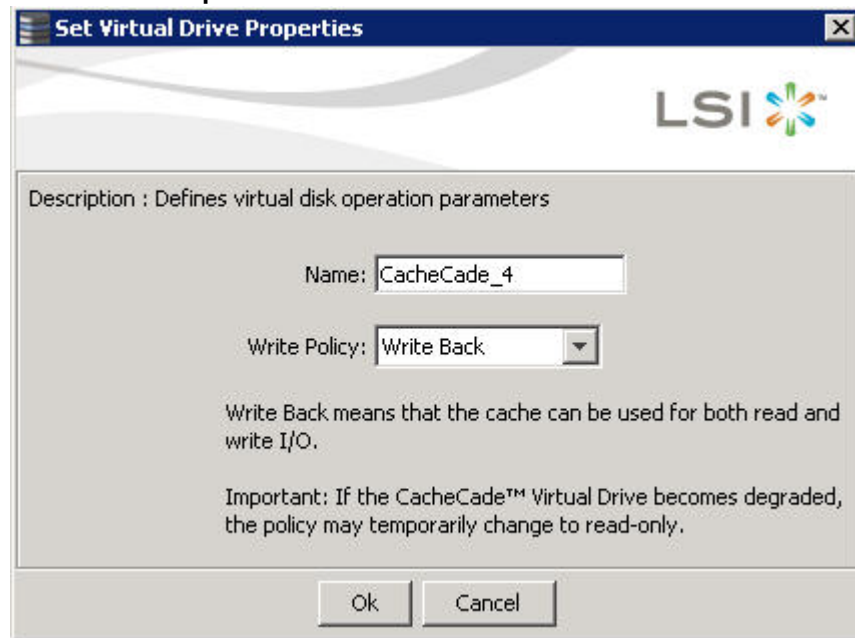 Set Virtual Drive Properties
LSI™
Description : Defines virtual disk operation parameters
Name: CacheCade_4
Write Policy: Write Back
Write Back means that the cache can be used for both read and
write I/O.
Important: If the CacheCade™ Virtual Drive becomes degraded,
the policy may temporarily change to read-only.
Ok Cancel